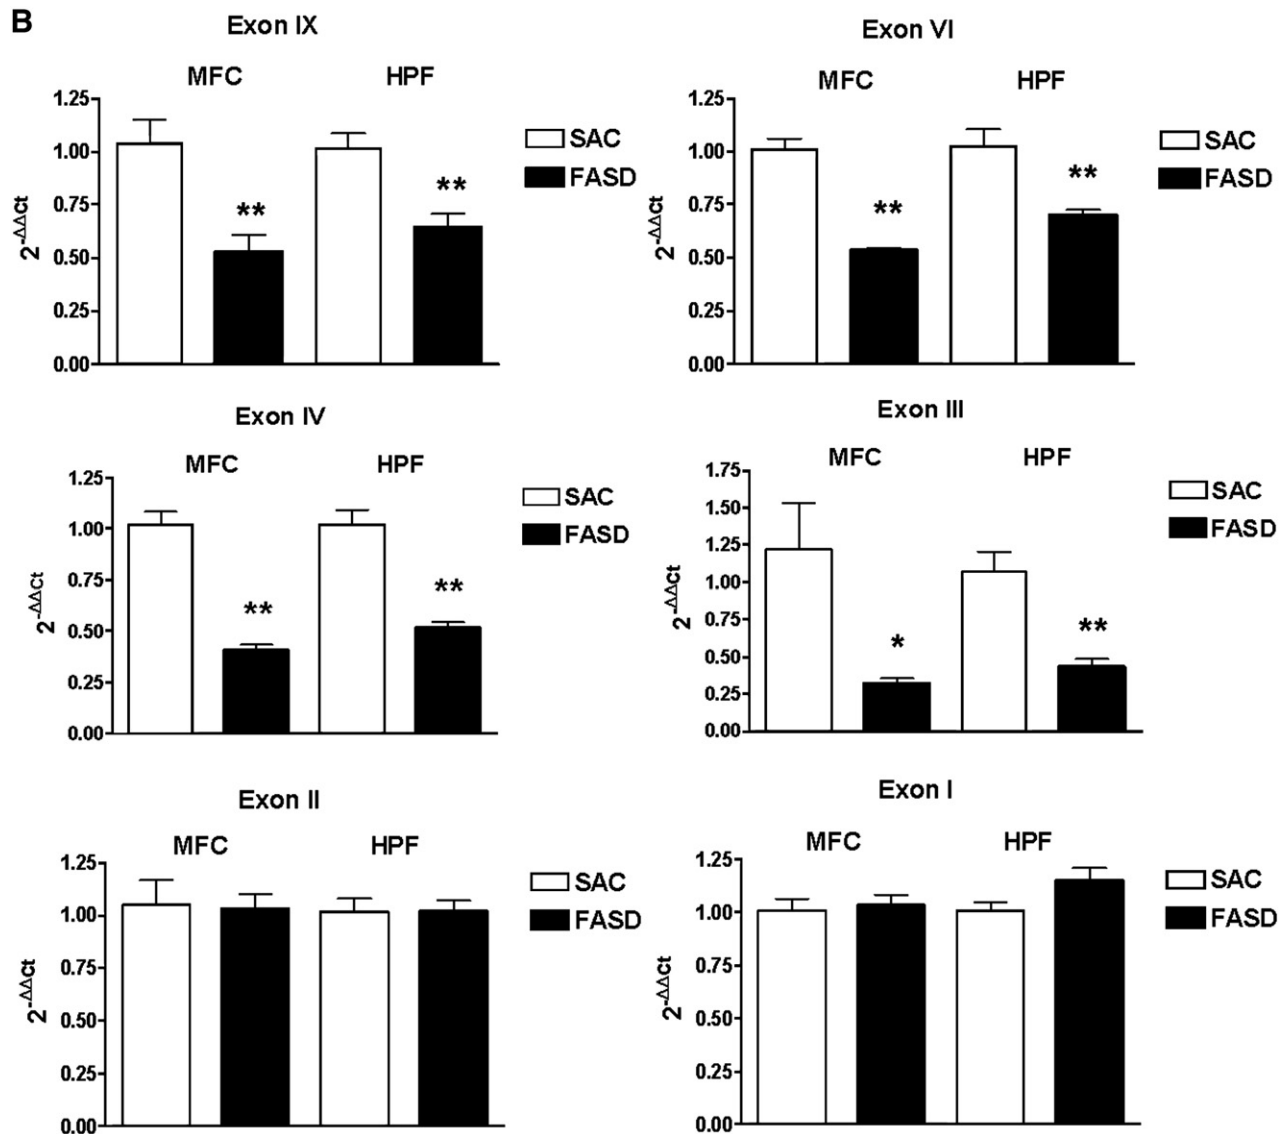 B
Exon IX
MFC HPF
1.25
1.00
0.75
0.50
0.25
0.00
2^-ΔΔct
** **
SAC
FASD
Exon VI
MFC HPF
1.25
1.00
0.75
0.50
0.25
0.00
2^-ΔΔct
** **
SAC
FASD
Exon IV
MFC HPF
1.25
1.00
0.75
0.50
0.25
0.00
2^-ΔΔCt
** **
SAC
FASD
Exon III
MFC HPF
1.75
1.50
1.25
1.00
0.75
0.50
0.25
0.00
2^-ΔΔct
* **
SAC
FASD
Exon II
MFC HPF
1.25
1.00
0.75
0.50
0.25
0.00
2^-ΔΔct
SAC
FASD
Exon I
MFC HPF
1.25
1.00
0.75
0.50
0.25
0.00
2^-ΔΔct
SAC
FASD